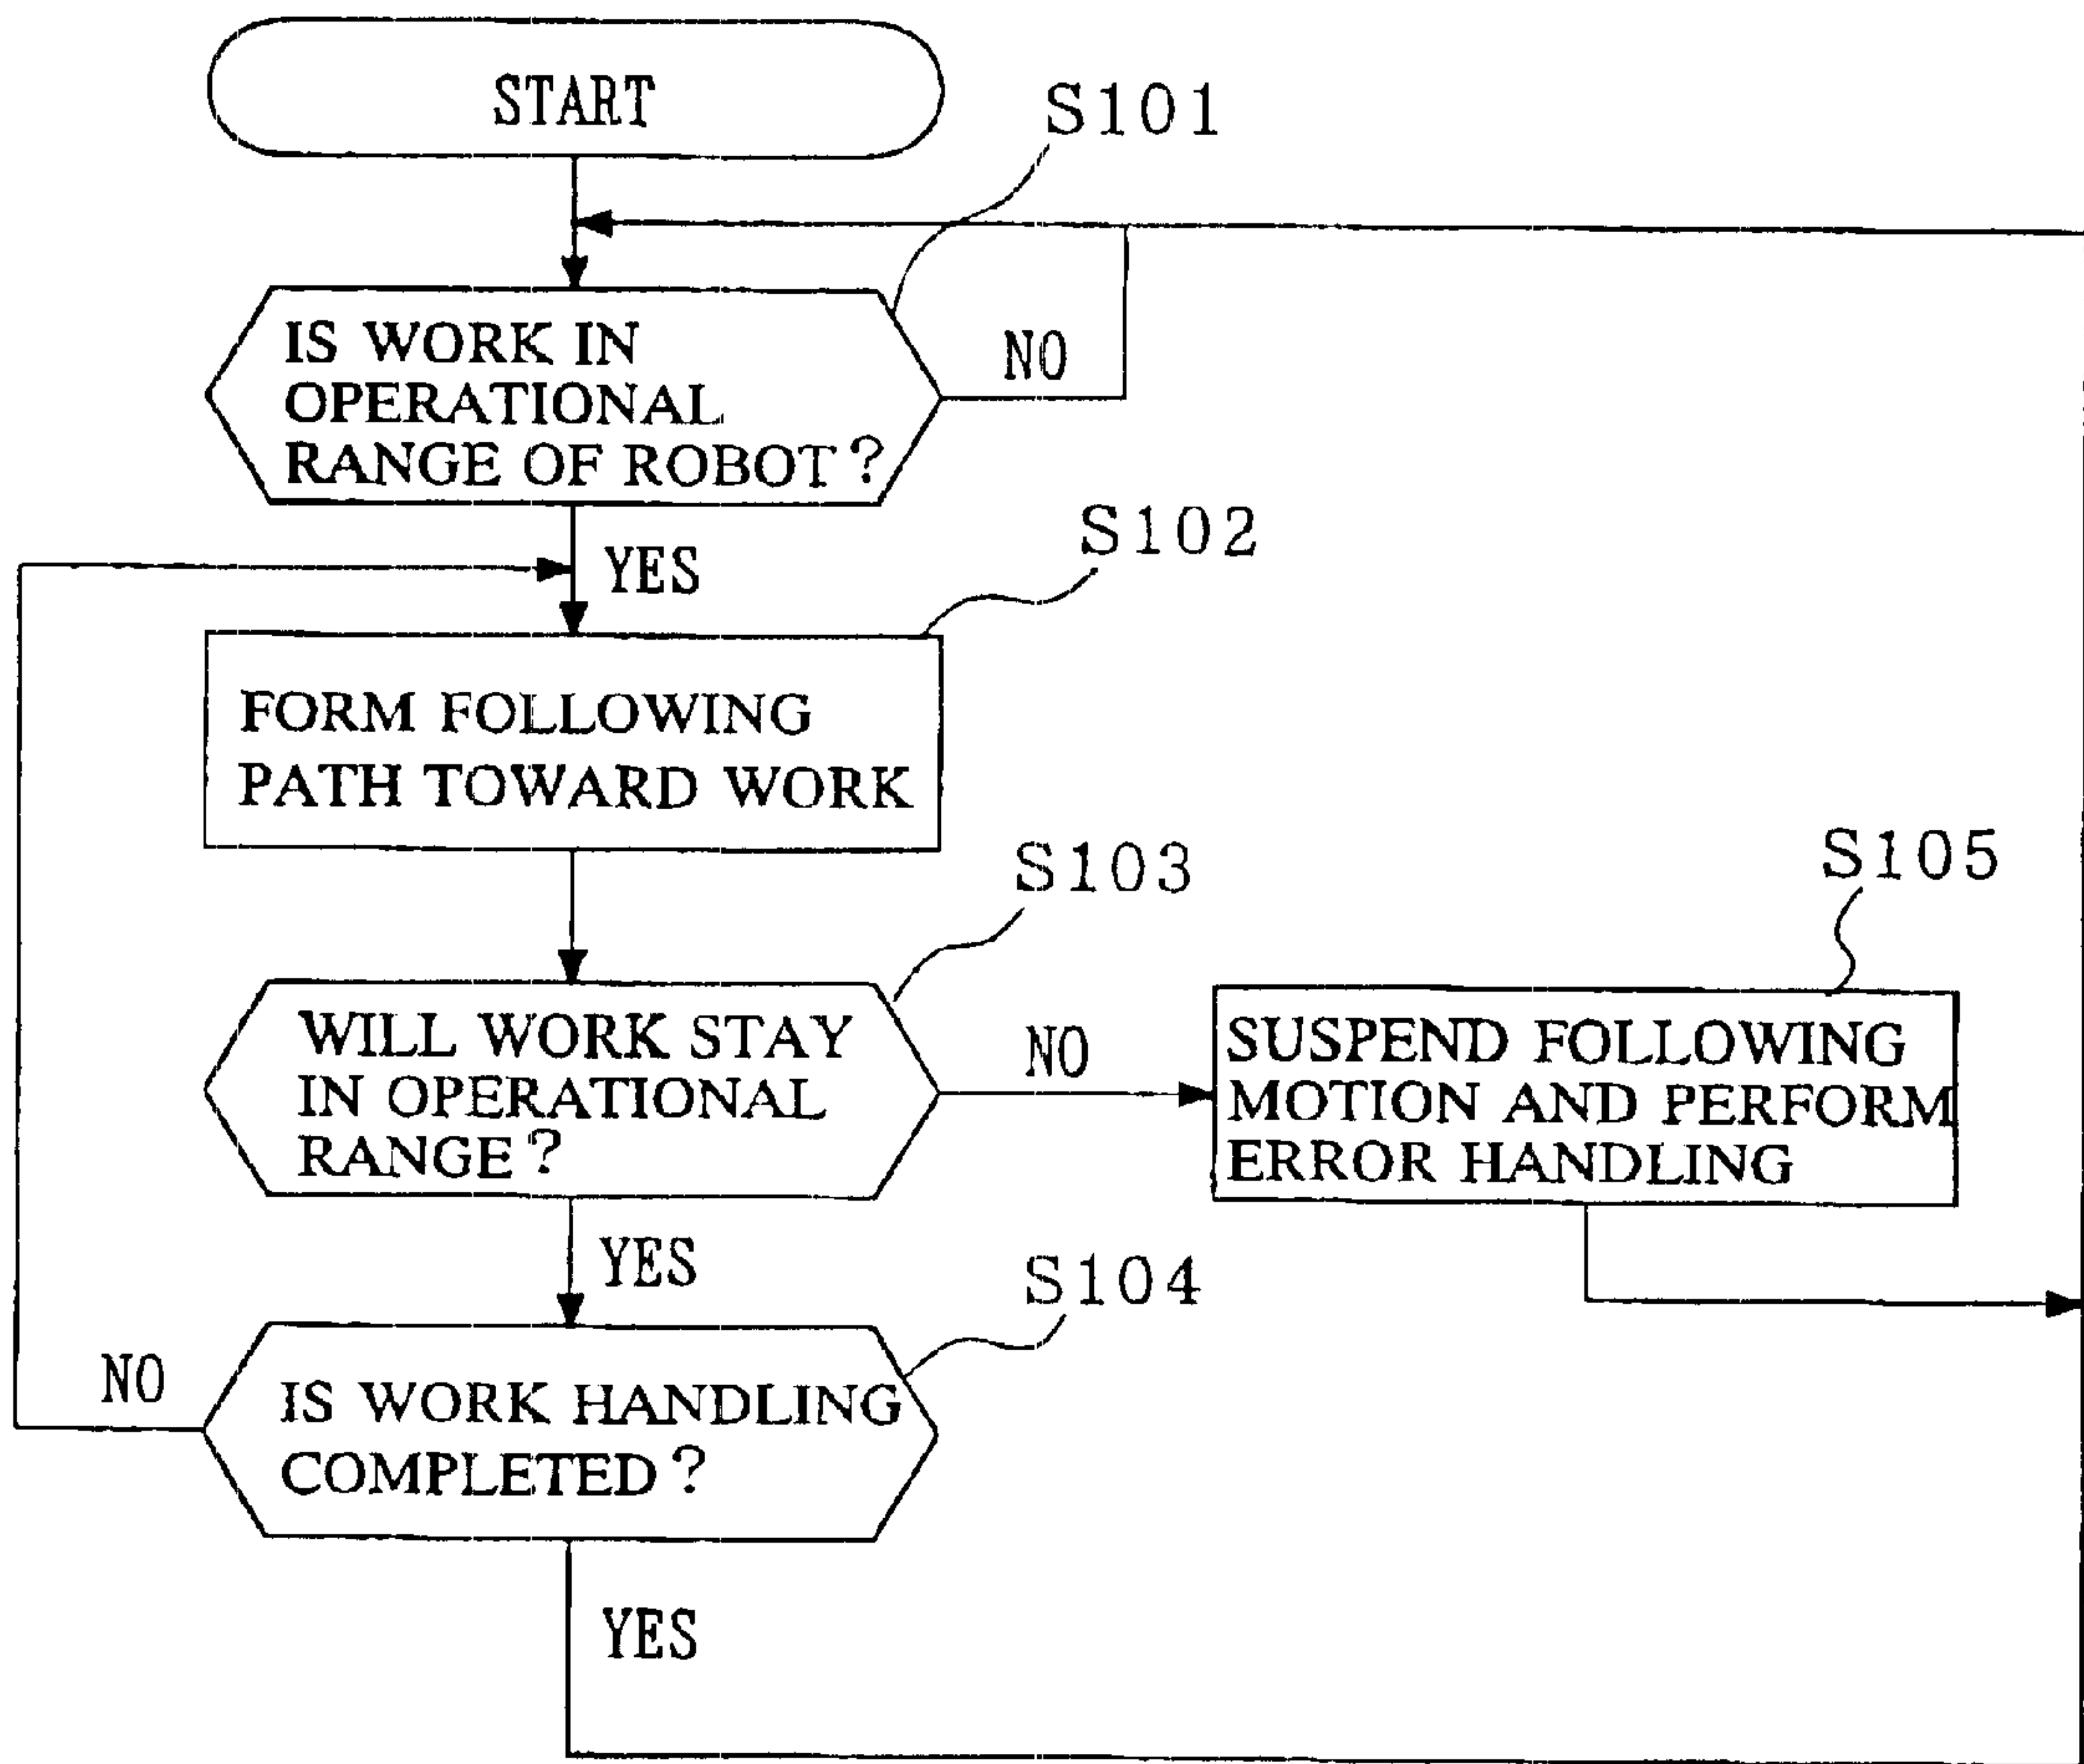 START
S101
IS WORK IN
OPERATIONAL
RANGE OF ROBOT?
NO
YES
S102
FORM FOLLOWING
PATH TOWARD WORK
S103
WILL WORK STAY
IN OPERATIONAL
RANGE?
NO
S105
SUSPEND FOLLOWING
MOTION AND PERFORM
ERROR HANDLING
YES
S104
NO
IS WORK HANDLING
COMPLETED?
YES